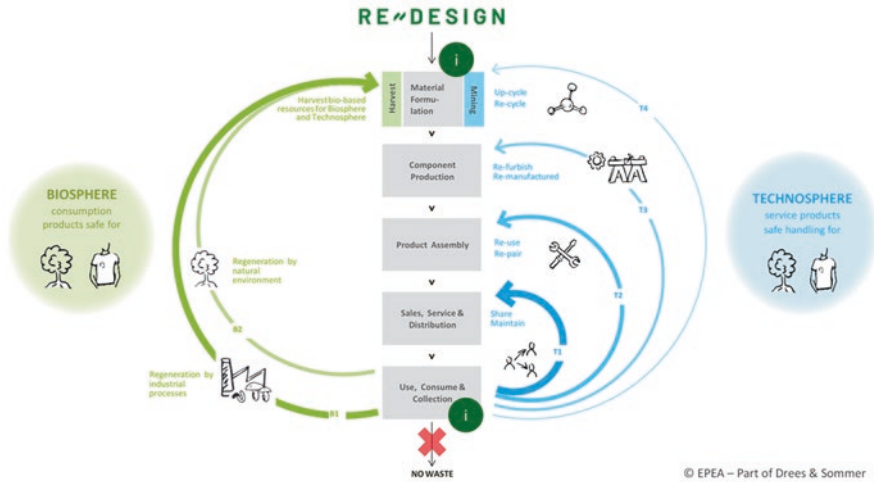 RE~DESIGN
i
Harvest
Material
Formu-
lation
Mining
Harvest bio-based
resources for Biosphere
and Technosphere
Up-cycle
Re-cycle
T4
v
Component
Production
Re-furbish
Re-manufactured
T3
BIOSPHERE
consumption
products safe for
TECHNOSPHERE
service products
safe handling for
v
Product Assembly
Re-use
Re-pair
Regeneration by
natural
environment
T2
v
Sales, Service &
Distribution
Share
Maintain
B2
T1
v
Regeneration by
industrial
processes
Use, Consume &
Collection
i
B1
NO WASTE
© EPEA – Part of Drees & Sommer